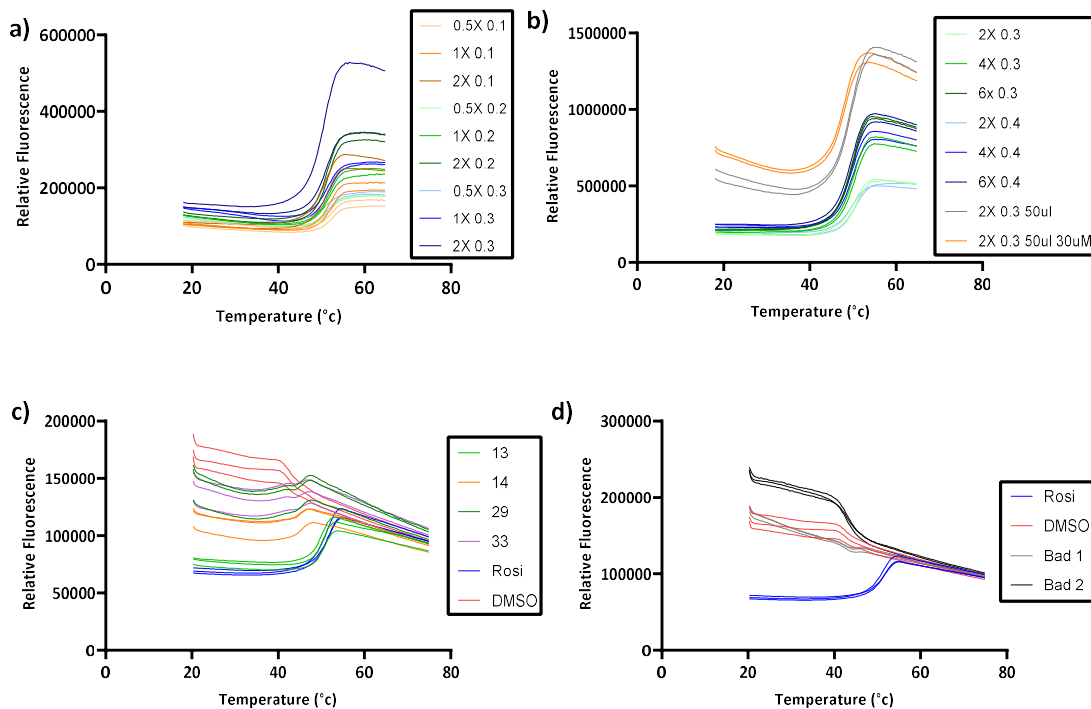 a)
Relative Fluorescence
600000
400000
200000
0
0
20
40
60
80
Temperature (°c)
0.5X 0.1
1X 0.1
2X 0.1
0.5X 0.2
1X 0.2
2X 0.2
0.5X 0.3
1X 0.3
2X 0.3
b)
Relative Fluorescence
1500000
1000000
500000
0
0
20
40
60
80
Temperature (°c)
2X 0.3
4X 0.3
6x 0.3
2X 0.4
4X 0.4
6X 0.4
2X 0.3 50ul
2X 0.3 50ul 30uM
c)
Relative Fluorescence
200000
150000
100000
50000
0
0
20
40
60
80
Temperature (°c)
13
14
29
33
Rosi
DMSO
d)
Relative Fluorescence
300000
200000
100000
0
0
20
40
60
80
Temperature (°c)
Rosi
DMSO
Bad 1
Bad 2